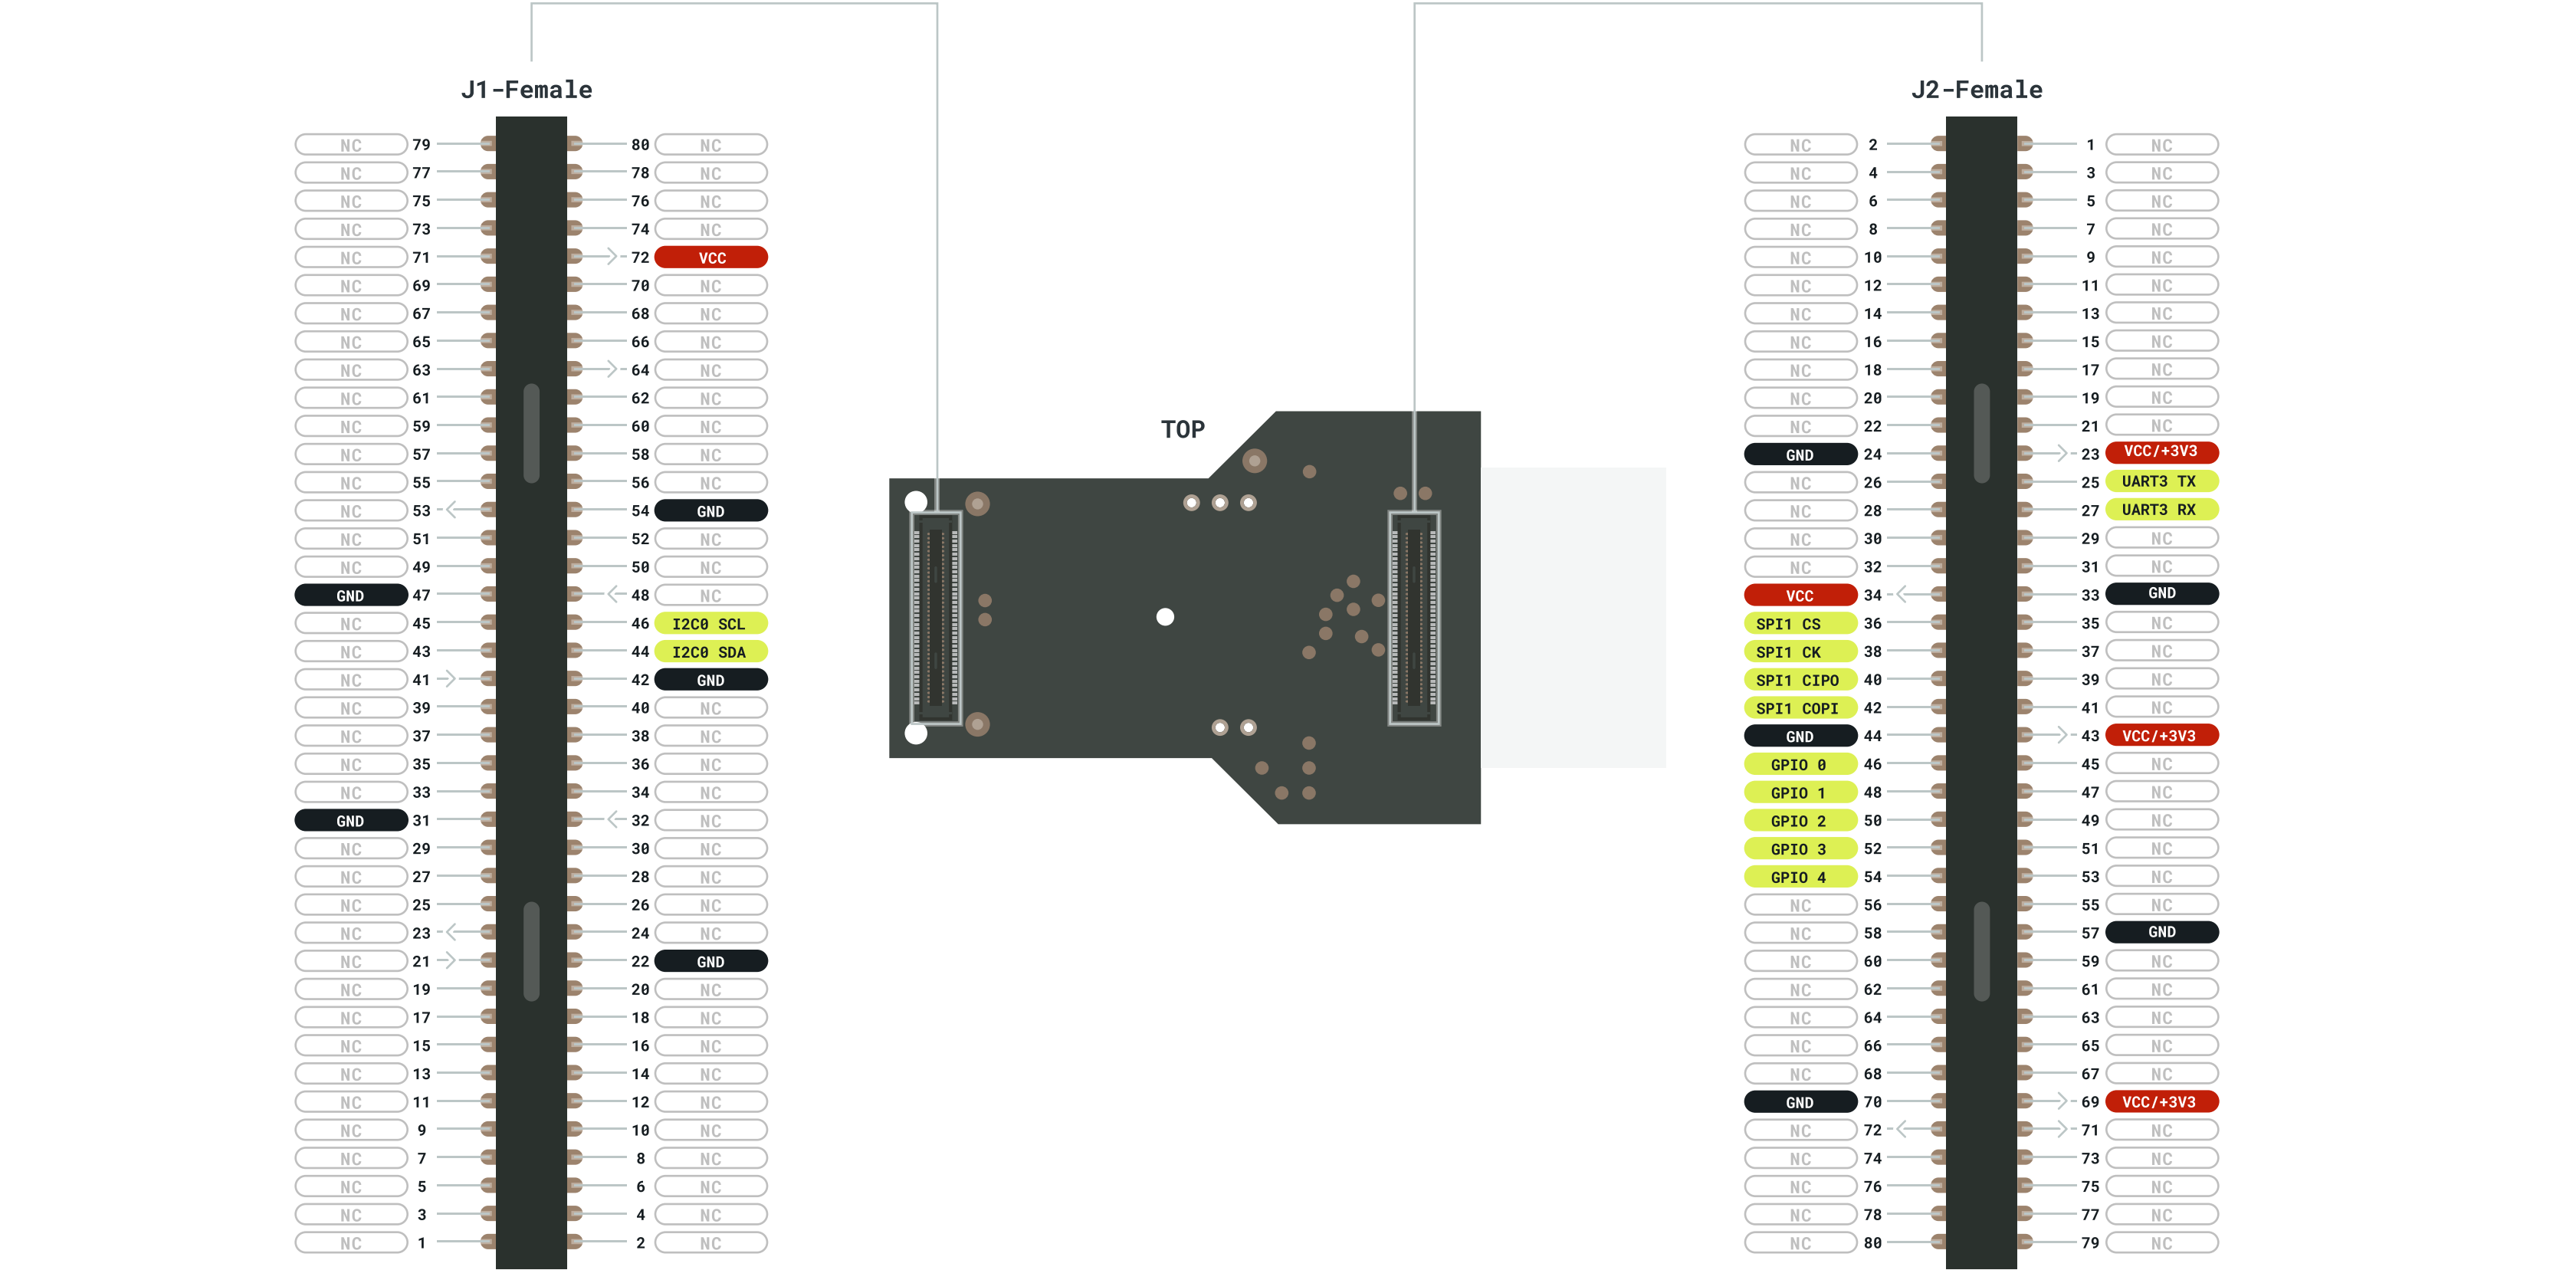 J1-Female
J2-Female
TOP
NC 79 80 NC
NC 77 78 NC
NC 75 76 NC
NC 73 74 NC
NC 71 72 VCC
NC 69 70 NC
NC 67 68 NC
NC 65 66 NC
NC 63 64 NC
NC 61 62 NC
NC 59 60 NC
NC 57 58 NC
NC 55 56 NC
NC 53 54 GND
NC 51 52 NC
NC 49 50 NC
GND 47 48 NC
NC 45 46 I2C0 SCL
NC 43 44 I2C0 SDA
NC 41 42 GND
NC 39 40 NC
NC 37 38 NC
NC 35 36 NC
NC 33 34 NC
GND 31 32 NC
NC 29 30 NC
NC 27 28 NC
NC 25 26 NC
NC 23 24 NC
NC 21 22 GND
NC 19 20 NC
NC 17 18 NC
NC 15 16 NC
NC 13 14 NC
NC 11 12 NC
NC 9 10 NC
NC 7 8 NC
NC 5 6 NC
NC 3 4 NC
NC 1 2 NC
NC 2 1 NC
NC 4 3 NC
NC 6 5 NC
NC 8 7 NC
NC 10 9 NC
NC 12 11 NC
NC 14 13 NC
NC 16 15 NC
NC 18 17 NC
NC 20 19 NC
NC 22 21 NC
GND 24 23 VCC/+3V3
NC 26 25 UART3 TX
NC 28 27 UART3 RX
NC 30 29 NC
NC 32 31 NC
VCC 34 33 GND
SPI1 CS 36 35 NC
SPI1 CK 38 37 NC
SPI1 CIPO 40 39 NC
SPI1 COPI 42 41 NC
GND 44 43 VCC/+3V3
GPIO 0 46 45 NC
GPIO 1 48 47 NC
GPIO 2 50 49 NC
GPIO 3 52 51 NC
GPIO 4 54 53 NC
NC 56 55 NC
NC 58 57 GND
NC 60 59 NC
NC 62 61 NC
NC 64 63 NC
NC 66 65 NC
NC 68 67 NC
GND 70 69 VCC/+3V3
NC 72 71 NC
NC 74 73 NC
NC 76 75 NC
NC 78 77 NC
NC 80 79 NC